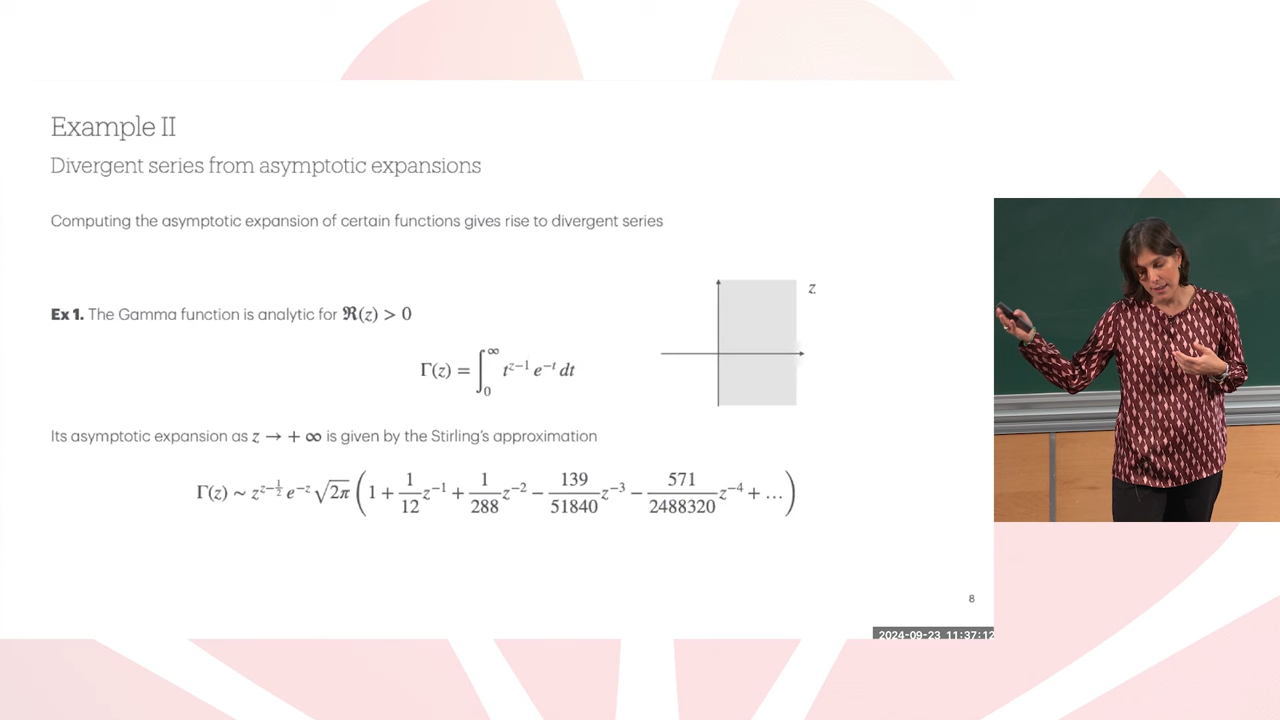 Example II
Divergent series from asymptotic expansions
Computing the asymptotic expansion of certain functions gives rise to divergent series
Ex 1. The Gamma function is analytic for ℜ(z) > 0
z
Γ(z) = ∫₀^∞ t^{z−1} e^{−t} dt
Its asymptotic expansion as z → + ∞ is given by the Stirling's approximation
Γ(z) ∼ z^{z−1/2} e^{−z} √2π (1 + 1/12 z^{−1} + 1/288 z^{−2} − 139/51840 z^{−3} − 571/2488320 z^{−4} + …)
8
2024-09-23 11:37:12